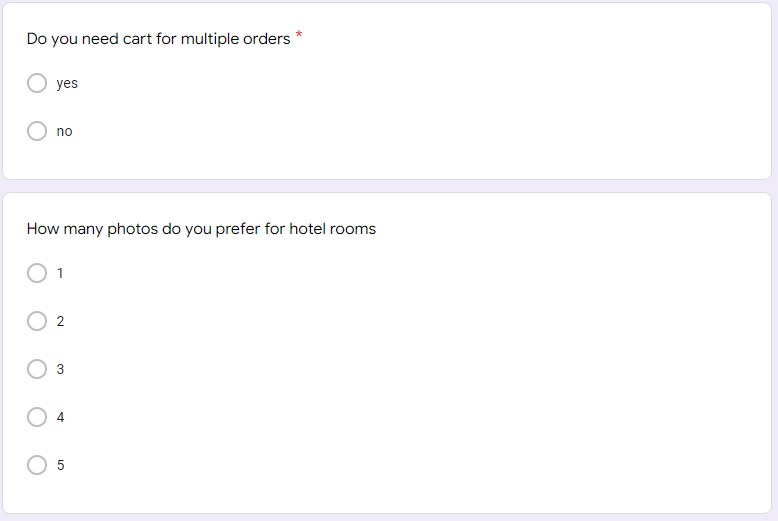 Do you need cart for multiple orders *
yes
no
How many photos do you prefer for hotel rooms
1
2
3
4
5